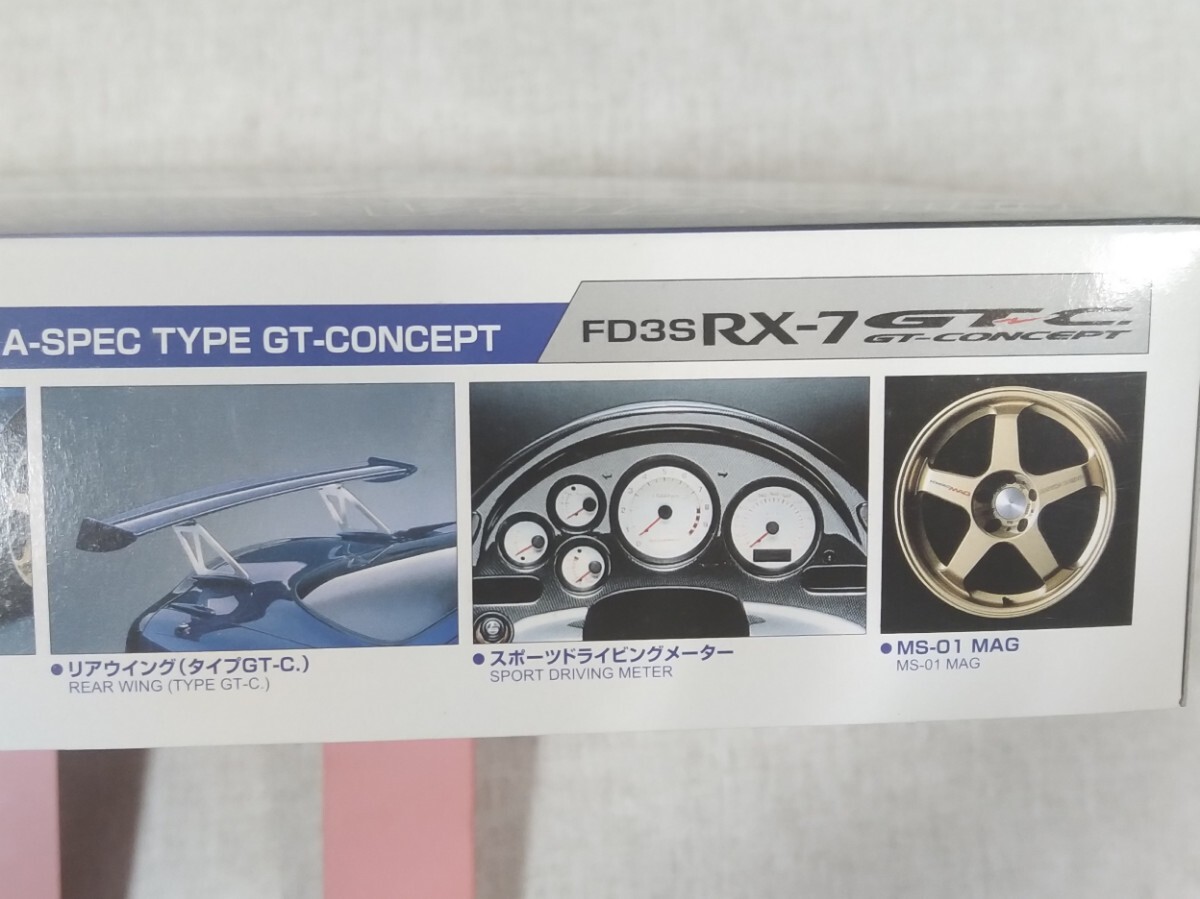 A-SPEC TYPE GT-CONCEPT
FD3S RX-7 GT-C.
GT-CONCEPT
●リアウイング(タイプGT-C.)
REAR WING (TYPE GT-C.)
●スポーツドライビングメーター
SPORT DRIVING METER
●MS-01 MAG
MS-01 MAG